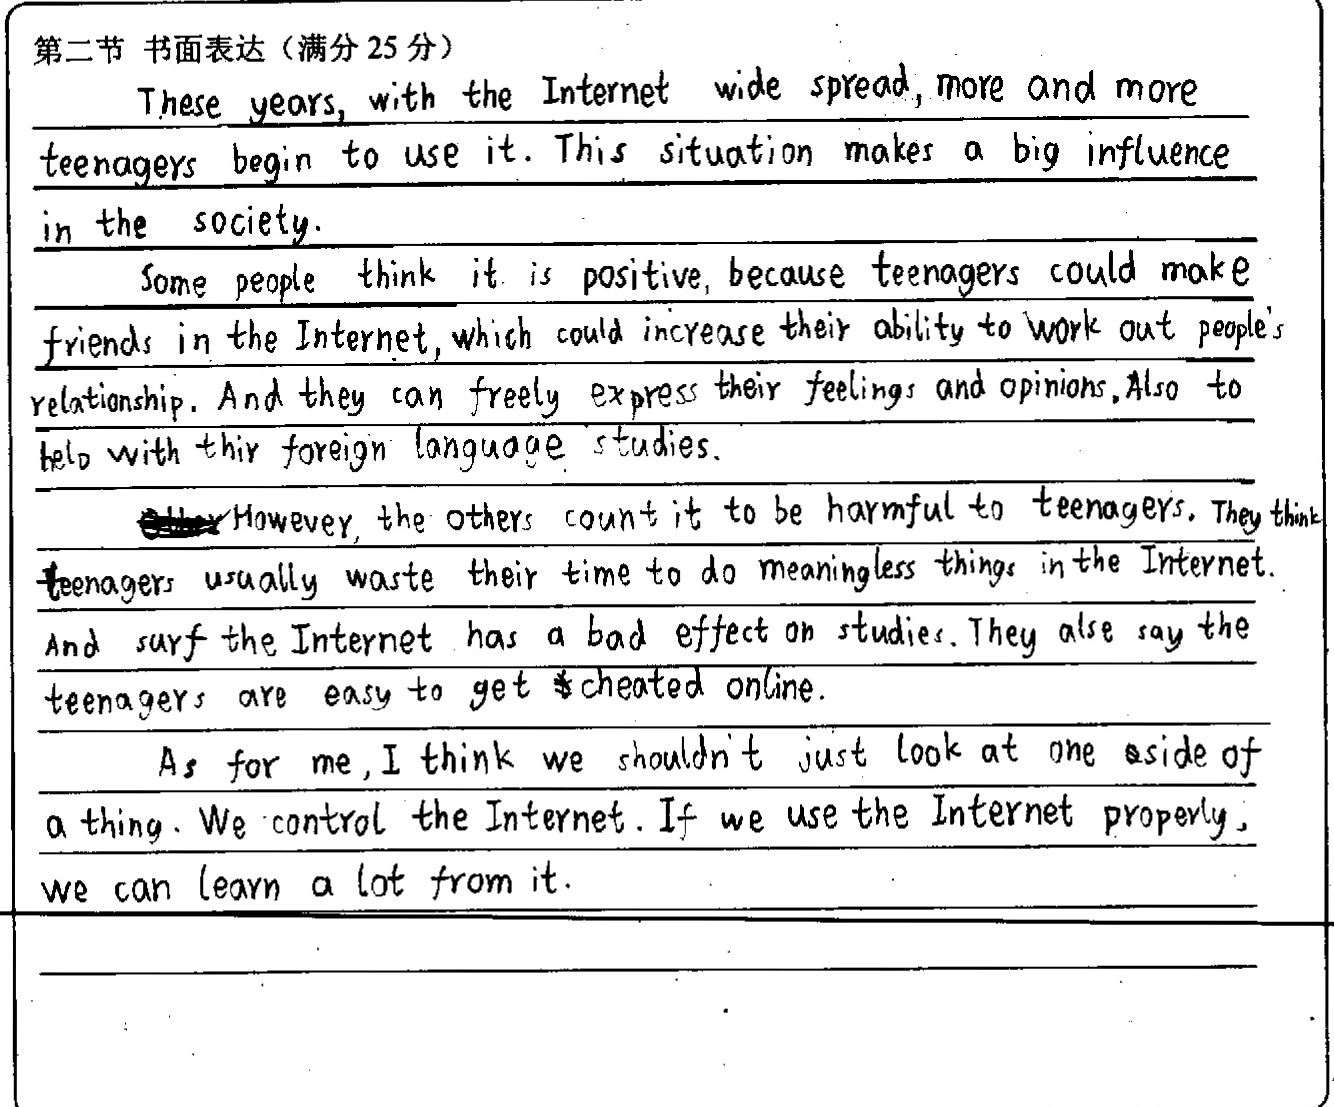 第二节 书面表达（满分 25 分）
These years, with the Internet wide spread, more and more
teenagers begin to use it. This situation makes a big influence
in the society.
Some people think it is positive, because teenagers could make
friends in the Internet, which could increase their ability to work out people's
relationship. And they can freely express their feelings and opinions. Also to
help with thir foreign language studies.
However, the others count it to be harmful to teenagers. They think
teenagers usually waste their time to do meaningless things in the Internet.
And surf the Internet has a bad effect on studies. They alse say the
teenagers are easy to get cheated online.
As for me, I think we shouldn't just look at one side of
a thing. We control the Internet. If we use the Internet properly,
we can learn a lot from it.